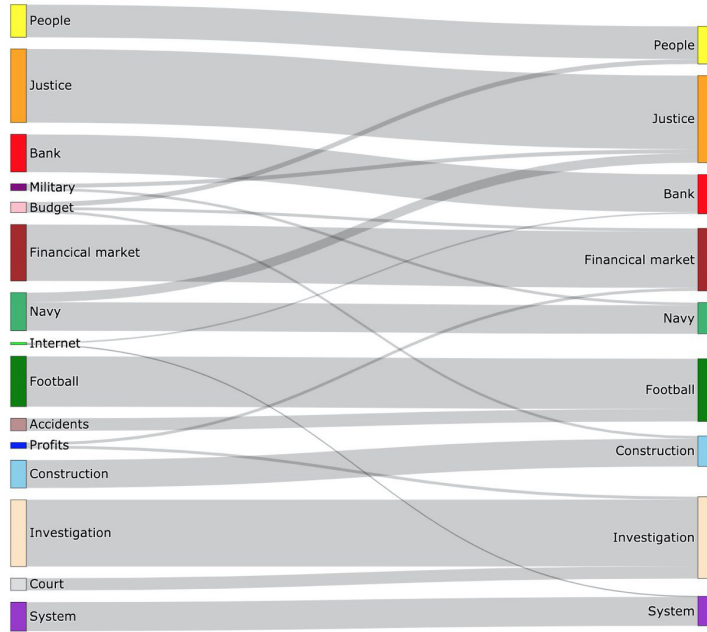 People
Justice
Bank
Military
Budget
Financical market
Navy
Internet
Football
Accidents
Profits
Construction
Investigation
Court
System
People
Justice
Bank
Financical market
Navy
Football
Construction
Investigation
System